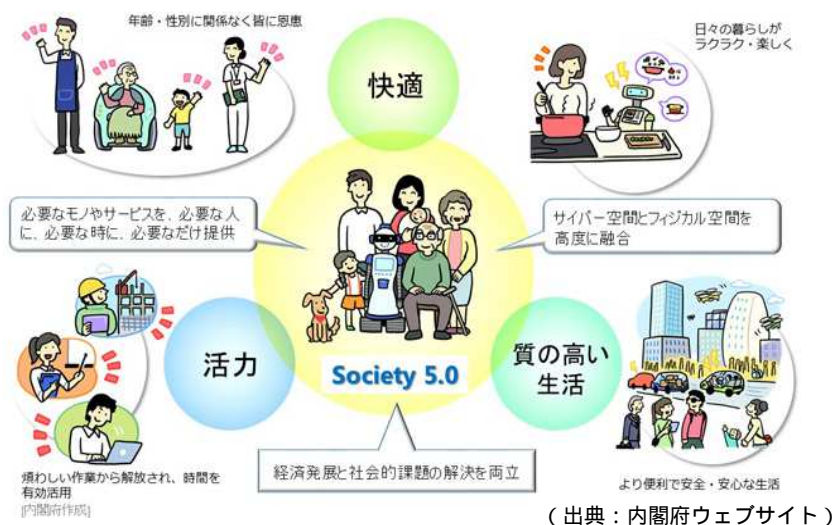 年齢・性別に関係なく皆に恩恵
快適
日々の暮らしが
ラクラク・楽しく
必要なモノやサービスを、必要な人
に、必要な時に、必要なだけ提供
サイバー空間とフィジカル空間を
高度に融合
活力
Society 5.0
質の高い
生活
経済発展と社会的課題の解決を両立
煩わしい作業から解放され、時間を
有効活用
[内閣府作成]
より便利で安全・安心な生活
（出典：内閣府ウェブサイト）